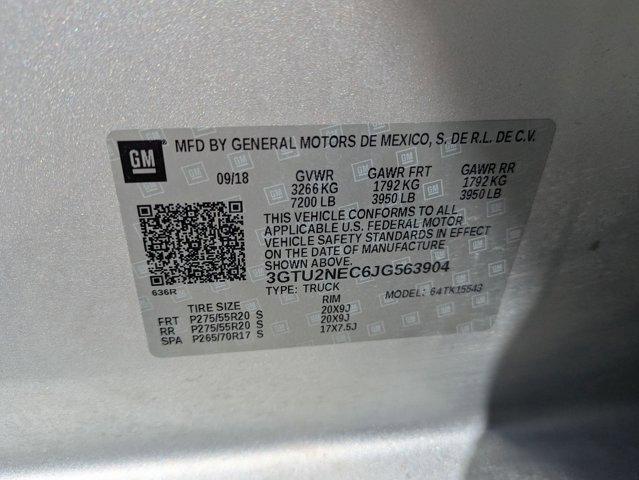 GM
MFD BY GENERAL MOTORS DE MEXICO, S. DE R.L. DE C.V.
09/18 GVWR GAWR FRT GAWR RR
3266 KG 1792 KG 1792 KG
7200 LB 3950 LB 3950 LB
THIS VEHICLE CONFORMS TO ALL
APPLICABLE U.S. FEDERAL MOTOR
VEHICLE SAFETY STANDARDS IN EFFECT
ON THE DATE OF MANUFACTURE
SHOWN ABOVE.
3GTU2NEC6JG563904
TYPE: TRUCK MODEL: 64TK15543
636R
TIRE SIZE RIM
FRT P275/55R20 S 20X9J
RR P275/55R20 S 20X9J
SPA P265/70R17 S 17X7.5J